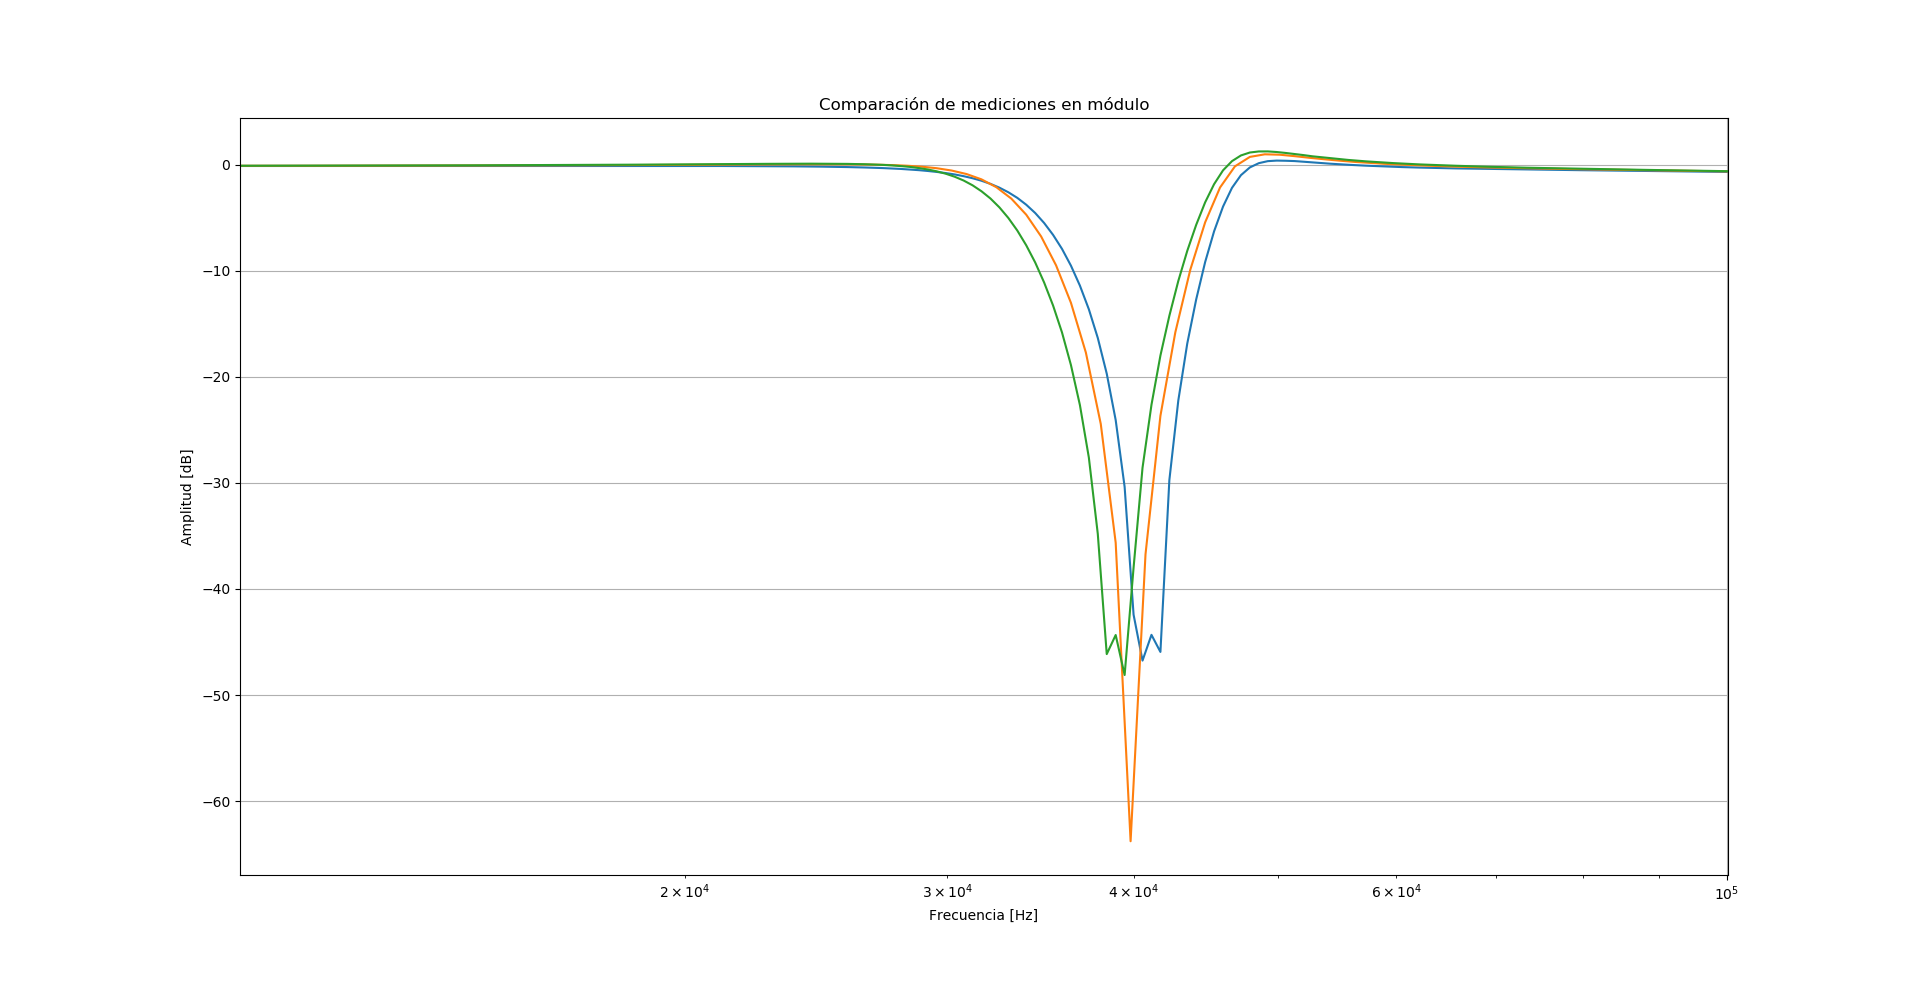 Comparación de mediciones en módulo
0
−10
−20
−30
−40
−50
−60
Amplitud [dB]
2 × 10⁴
3 × 10⁴
4 × 10⁴
6 × 10⁴
10⁵
Frecuencia [Hz]